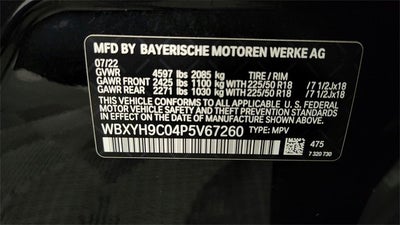 MFD BY BAYERISCHE MOTOREN WERKE AG
07/22
GVWR 4597 lbs 2085 kg TIRE / RIM
GAWR FRONT 2425 lbs 1100 kg 225/50 R18 /7 1/2Jx18
GAWR REAR 2271 lbs 1030 kg 225/50 R18 /7 1/2Jx18
THIS VEHICLE CONFORMS TO ALL APPLICABLE FEDERAL
MOTOR VEHICLE SAFETY, BUMPER, AND THEFT
PREVENTION STANDARDS IN EFFECT ON THE DATE
OF MANUFACTURE SHOWN ABOVE.
WBXYH9C04P5V67260 TYPE: MPV
475
7 320 730